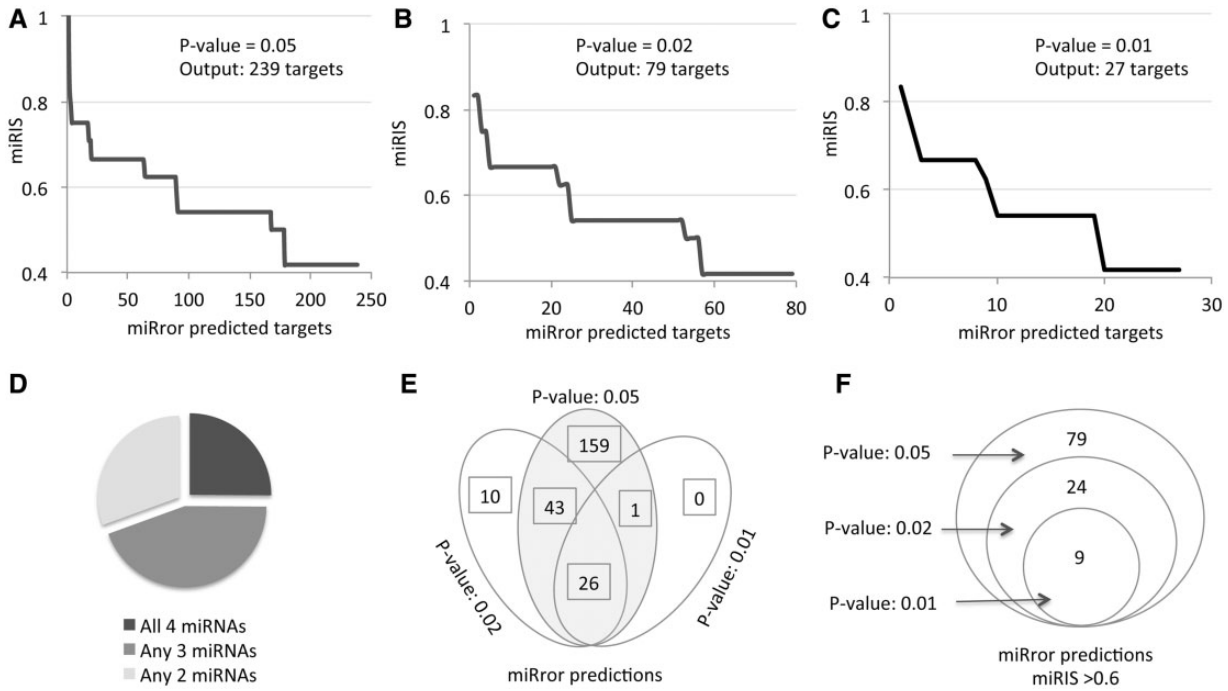 A
P-value = 0.05
Output: 239 targets
miRIS
1
0.8
0.6
0.4
0 50 100 150 200 250
miRror predicted targets
B
P-value = 0.02
Output: 79 targets
miRIS
1
0.8
0.6
0.4
0 20 40 60 80
miRror predicted targets
C
P-value = 0.01
Output: 27 targets
miRIS
1
0.8
0.6
0.4
0 10 20 30
miRror predicted targets
D
All 4 miRNAs
Any 3 miRNAs
Any 2 miRNAs
E
P-value: 0.05
159
10
43
1
0
26
P-value: 0.02
P-value: 0.01
miRror predictions
F
79
P-value: 0.05
24
P-value: 0.02
9
P-value: 0.01
miRror predictions
miRIS >0.6